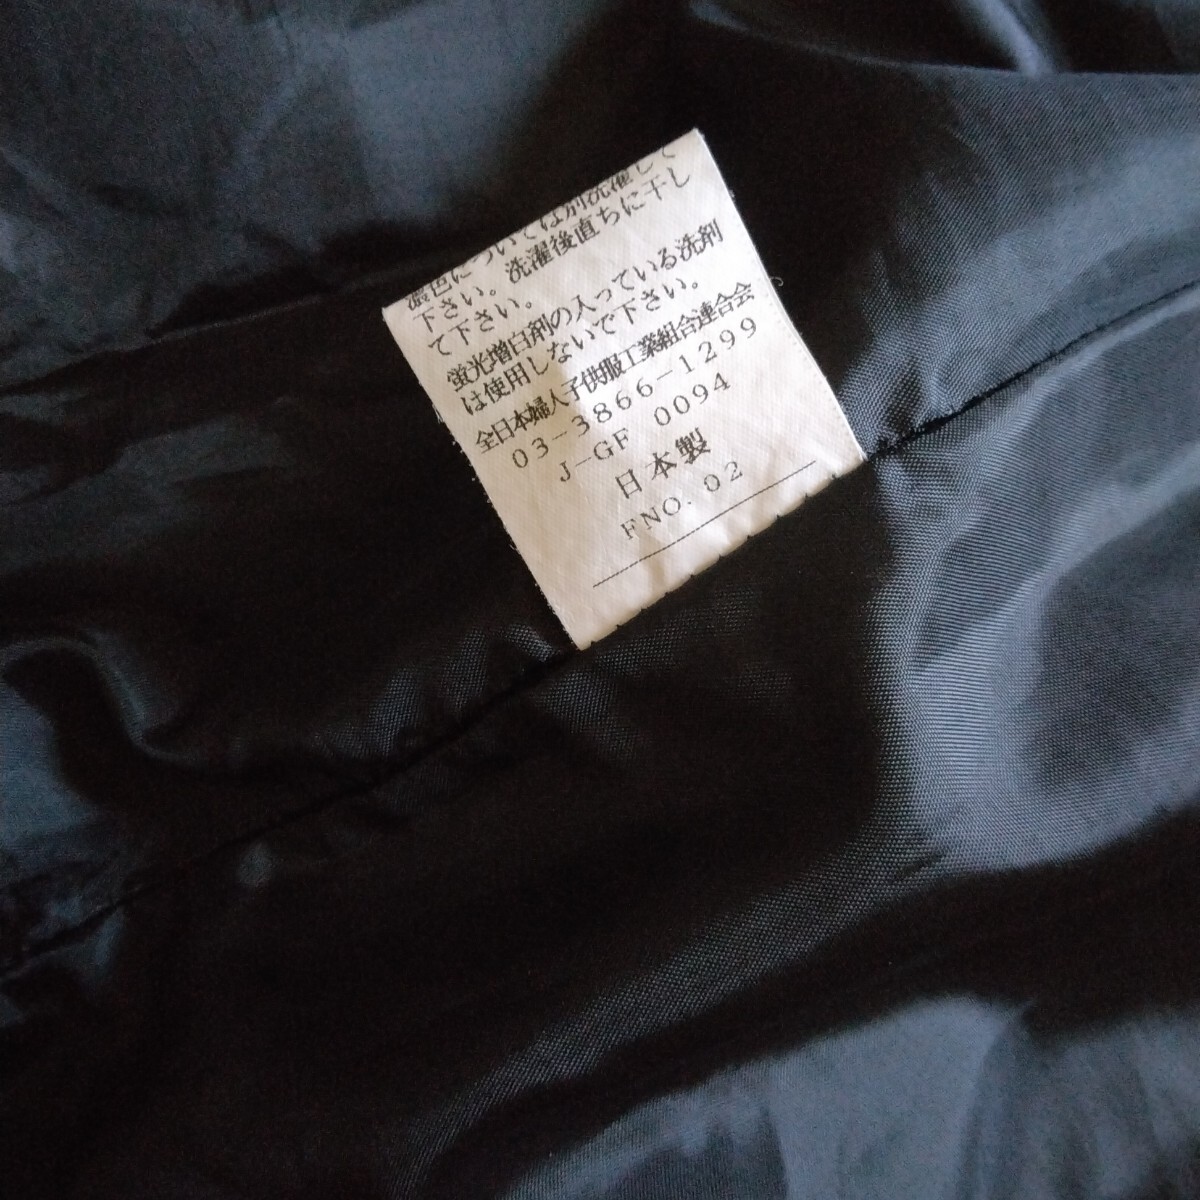 濃色については別洗濯して
下さい。洗濯後直ちに干し
て下さい。
蛍光増白剤の入っている洗剤
は使用しないで下さい。
全日本婦人子供服工業組合連合会
03-3866-1299
J-GF 0094
日本製
FNO. 02